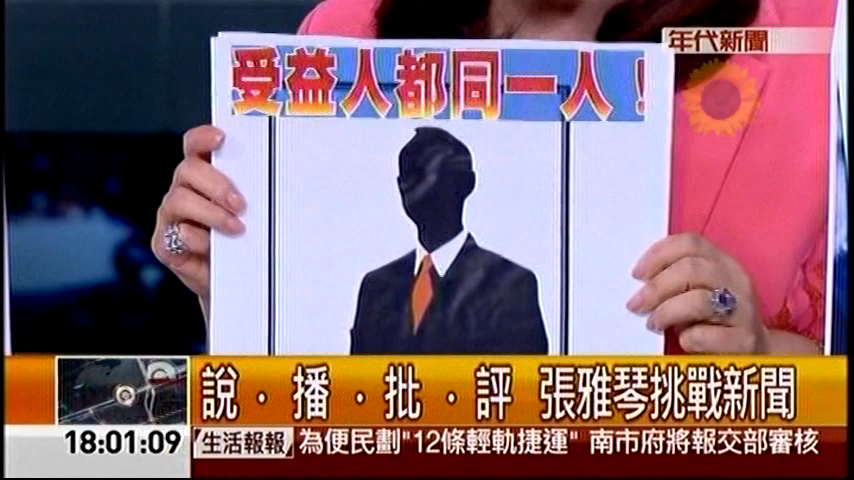 年代新聞
受益人都同一人！
說．播．批．評 張雅琴挑戰新聞
18:01:09 生活報報 為便民劃"12條輕軌捷運" 南市府將報交部審核